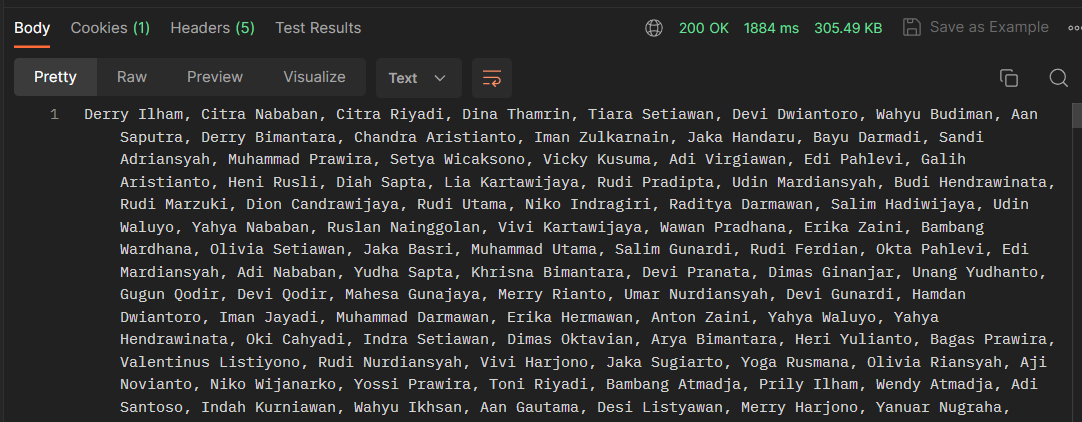 Body Cookies (1) Headers (5) Test Results 200 OK 1884 ms 305.49 KB Save as Example
Pretty Raw Preview Visualize Text
1 Derry Ilham, Citra Nababan, Citra Riyadi, Dina Thamrin, Tiara Setiawan, Devi Dwiantoro, Wahyu Budiman, Aan
Saputra, Derry Bimantara, Chandra Aristianto, Iman Zulkarnain, Jaka Handaru, Bayu Darmadi, Sandi
Adriansyah, Muhammad Prawira, Setya Wicaksono, Vicky Kusuma, Adi Virgiawan, Edi Pahlevi, Galih
Aristianto, Heni Rusli, Diah Sapta, Lia Kartawijaya, Rudi Pradipta, Udin Mardiansyah, Budi Hendrawinata,
Rudi Marzuki, Dion Candrawijaya, Rudi Utama, Niko Indragiri, Raditya Darmawan, Salim Hadiwijaya, Udin
Waluyo, Yahya Nababan, Ruslan Nainggolan, Vivi Kartawijaya, Wawan Pradhana, Erika Zaini, Bambang
Wardhana, Olivia Setiawan, Jaka Basri, Muhammad Utama, Salim Gunardi, Rudi Ferdian, Okta Pahlevi, Edi
Mardiansyah, Adi Nababan, Yudha Sapta, Khrisna Bimantara, Devi Pranata, Dimas Ginanjar, Unang Yudhanto,
Gugun Qodir, Devi Qodir, Mahesa Gunajaya, Merry Rianto, Umar Nurdiansyah, Devi Gunardi, Hamdan
Dwiantoro, Iman Jayadi, Muhammad Darmawan, Erika Hermawan, Anton Zaini, Yahya Waluyo, Yahya
Hendrawinata, Oki Cahyadi, Indra Setiawan, Dimas Oktavian, Arya Bimantara, Heri Yulianto, Bagas Prawira,
Valentinus Listiyono, Rudi Nurdiansyah, Vivi Harjono, Jaka Sugiarto, Yoga Rusmana, Olivia Riansyah, Aji
Novianto, Niko Wijanarko, Yossi Prawira, Toni Riyadi, Bambang Atmadja, Prily Ilham, Wendy Atmadja, Adi
Santoso, Indah Kurniawan, Wahyu Ikhsan, Aan Gautama, Desi Listyawan, Merry Harjono, Yanuar Nugraha,